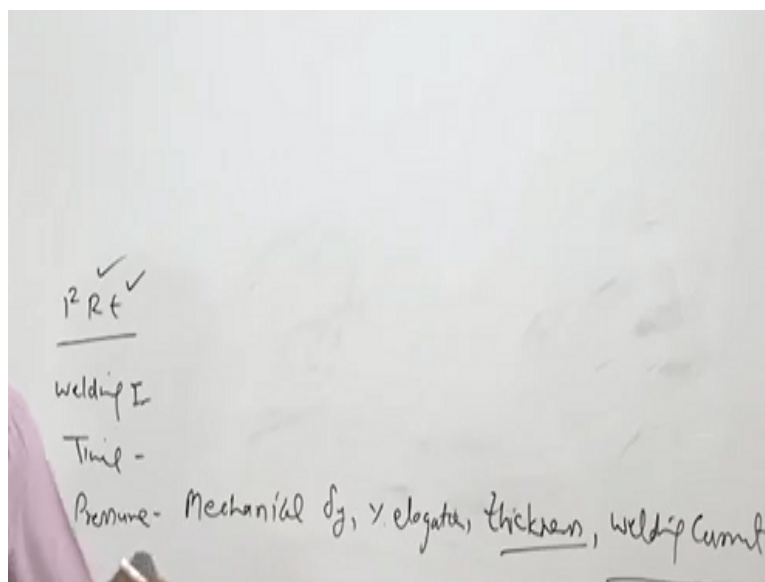 I²Rt
Welding I
Time -
Pressure - Mechanical σy, % elogation, thickness, Welding Current